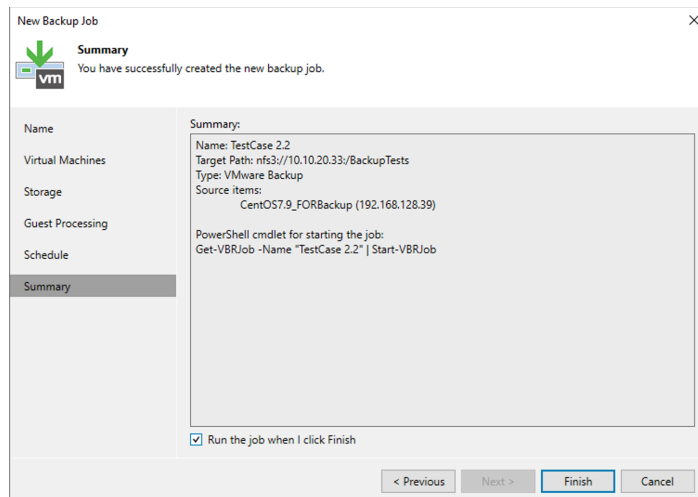 New Backup Job
Summary
You have successfully created the new backup job.
vm
Name
Virtual Machines
Storage
Guest Processing
Schedule
Summary
Summary:
Name: TestCase 2.2
Target Path: nfs3://10.10.20.33:/BackupTests
Type: VMware Backup
Source items:
CentOS7.9_FORBackup (192.168.128.39)
PowerShell cmdlet for starting the job:
Get-VBRJob -Name "TestCase 2.2" | Start-VBRJob
Run the job when I click Finish
< Previous
Next >
Finish
Cancel